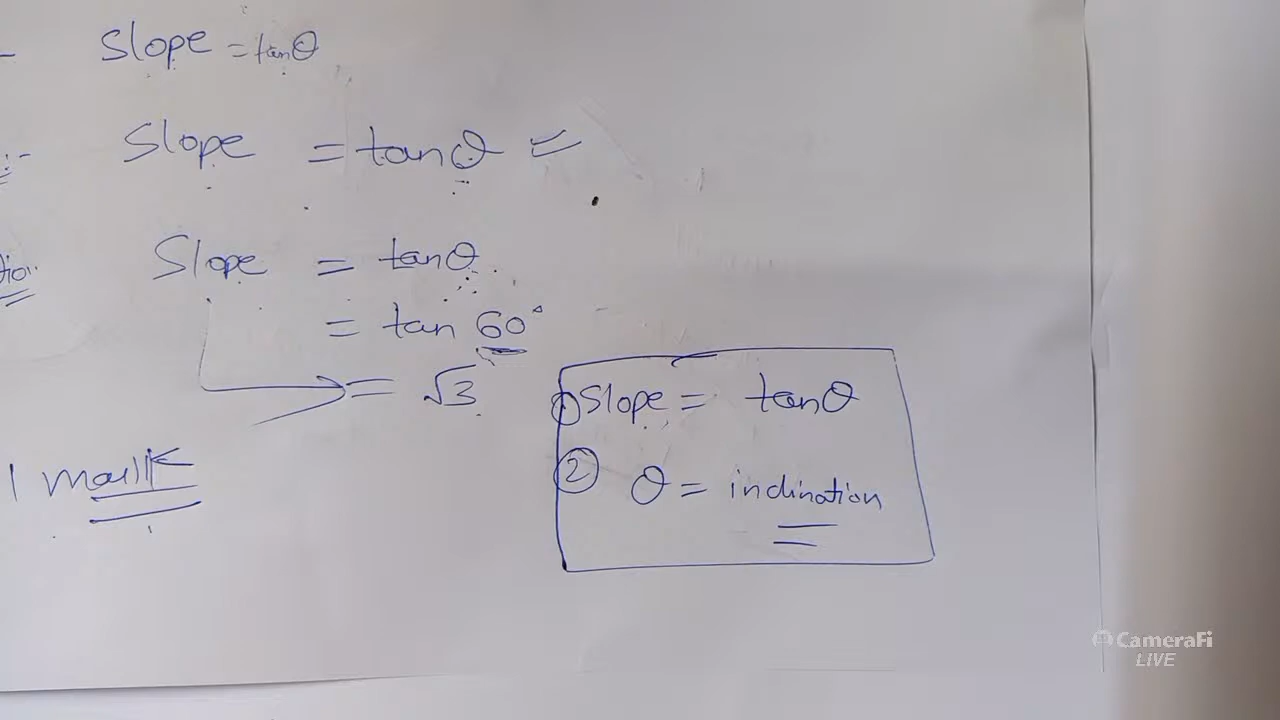 - Slope = tanθ
:- Slope = tanθ =
Slope = tanθ
= tan 60°
= √3
① Slope = tanθ
② θ = inclination
1 mark
CameraFi
LIVE